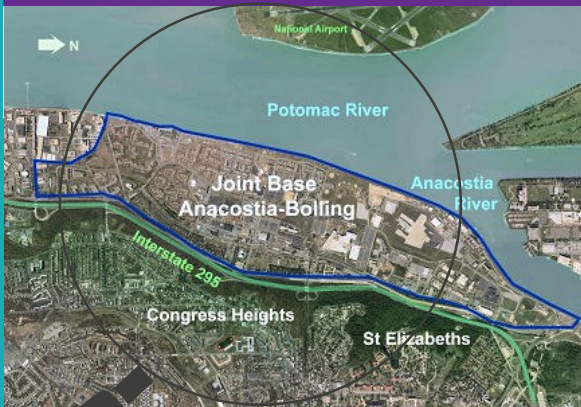 National Airport
N
Potomac River
Joint Base
Anacostia-Bolling
Anacostia
River
Interstate 295
Congress Heights
St Elizabeths